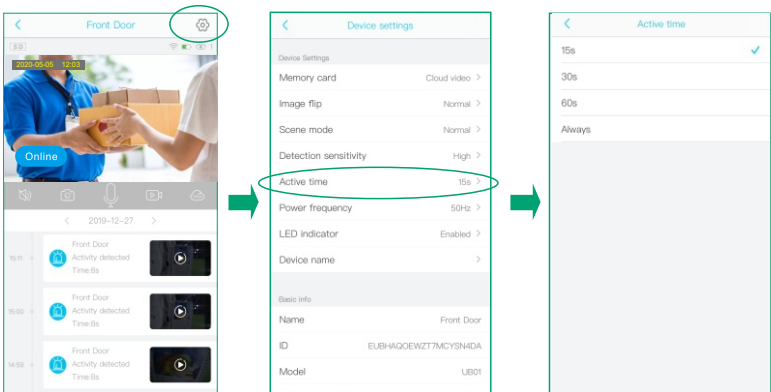 Front Door
SD
1
2020-05-05 12:03
Online
2019-12-27
15:11
Front Door
Activity detected
Time:8s
15:00
Front Door
Activity detected
Time:8s
14:59
Front Door
Activity detected
Time:8s
Device settings
Device Settings
Memory card Cloud video
Image flip Normal
Scene mode Normal
Detection sensitivity High
Active time 15s
Power frequency 50Hz
LED indicator Enabled
Device name
Basic info
Name Front Door
ID EUBHAQOEWZT7MCYSN4DA
Model UB01
Active time
15s
30s
60s
Always